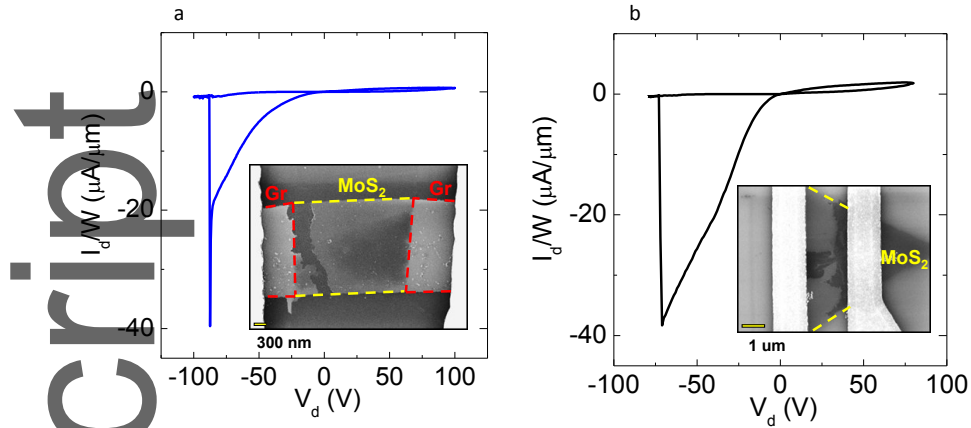 a
I_d/W (μA/μm)
0
-20
-40
-100 -50 0 50 100
V_d (V)
Gr
MoS₂
Gr
300 nm
b
I_d/W (μA/μm)
0
-20
-40
-100 -50 0 50 100
V_d (V)
MoS₂
1 um
cript